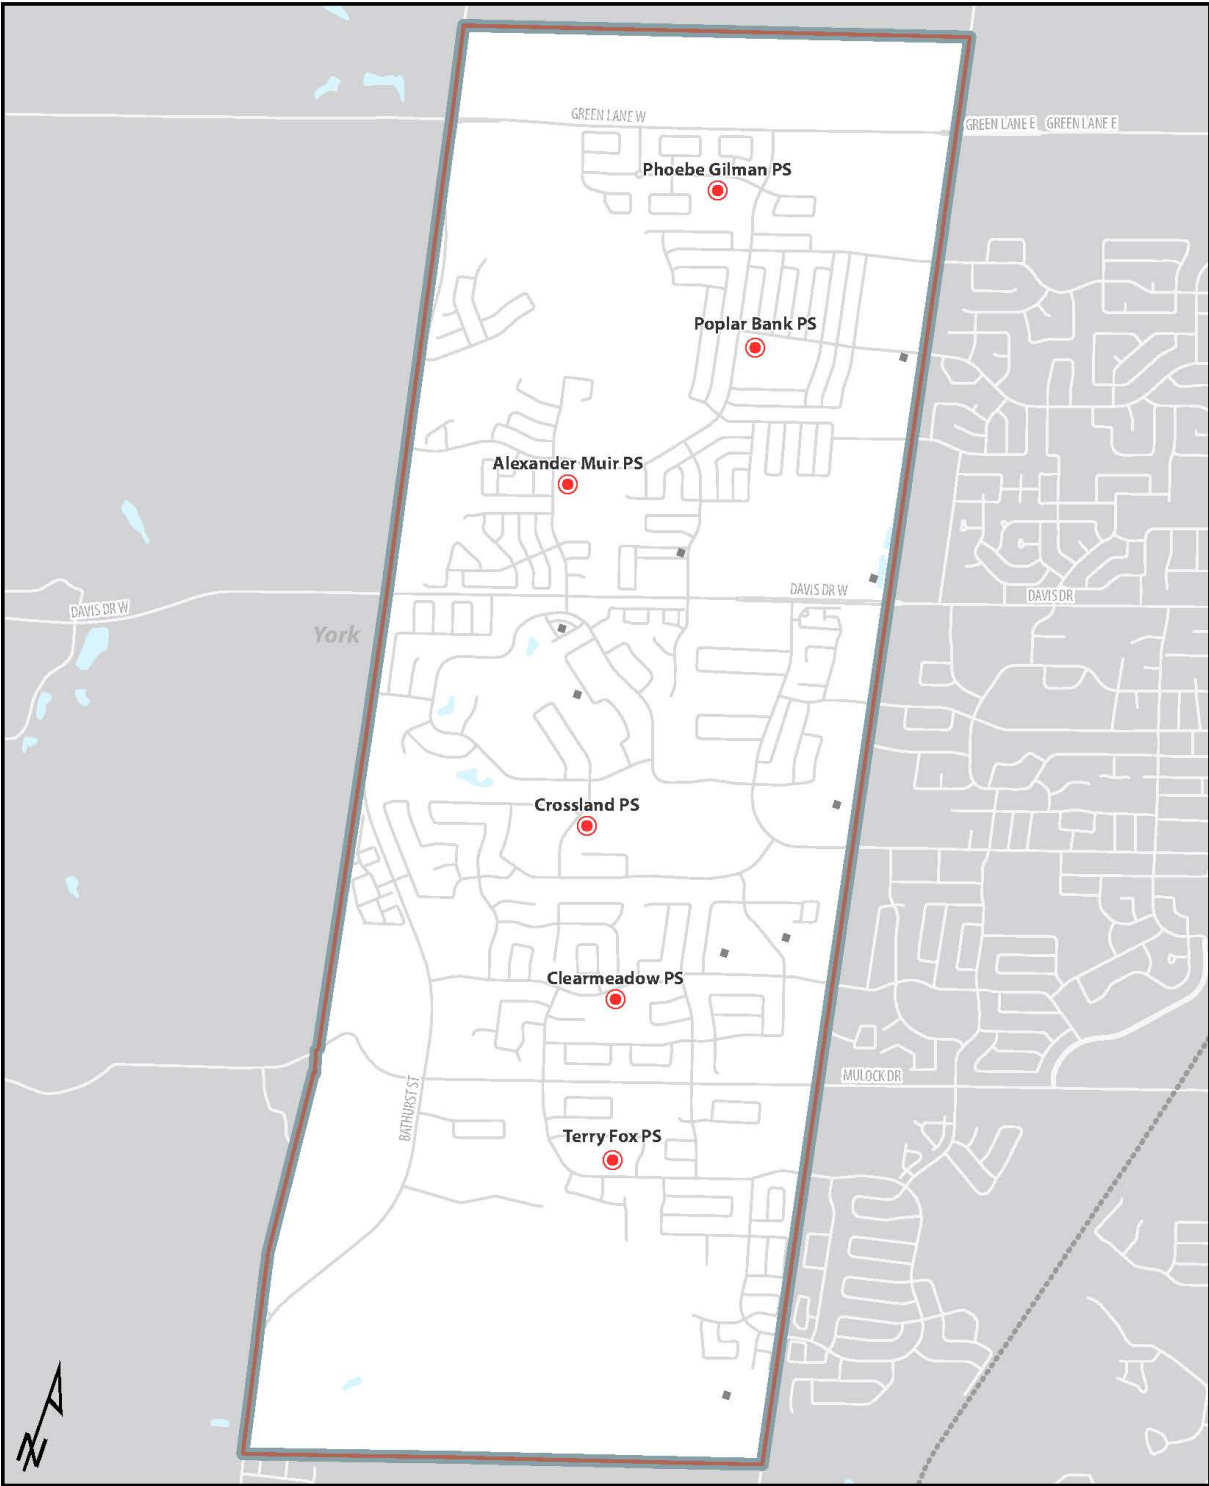 GREEN LANE W
GREEN LANE E
GREEN LANE E
Phoebe Gilman PS
Poplar Bank PS
Alexander Muir PS
DAVIS DR W
DAVIS DR
DAVIS DR W
York
Crossland PS
Clearmeadow PS
MULOCK DR
BATHURST ST
Terry Fox PS
N